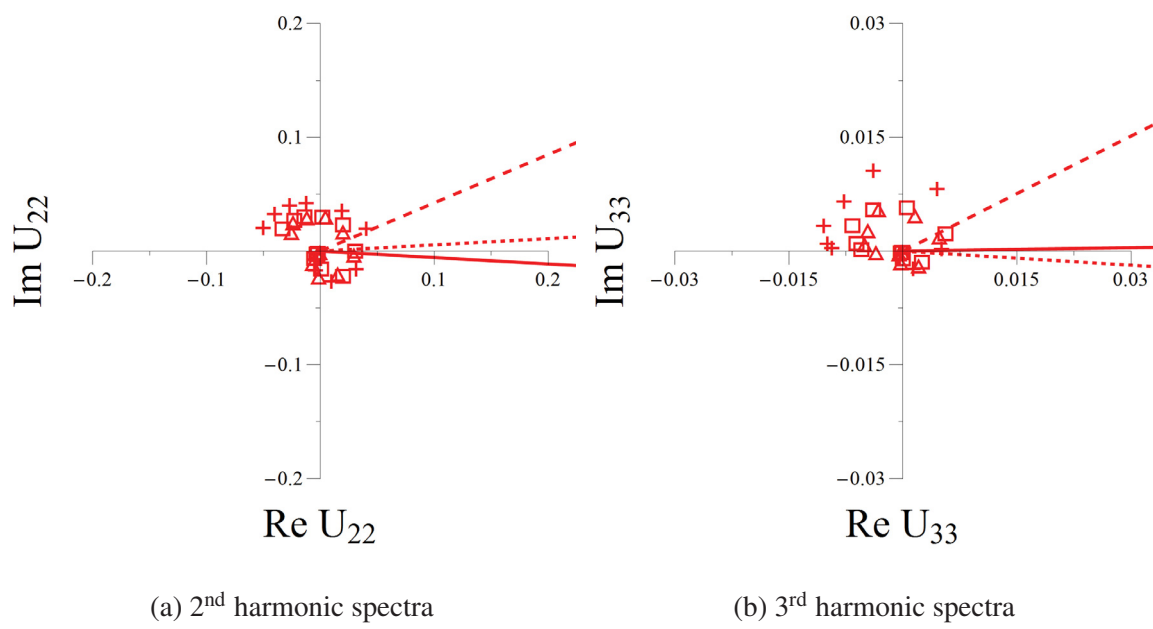 0.2
0.1
−0.2
−0.1
0.1
0.2
−0.1
−0.2
Im U22
Re U22
0.03
0.015
−0.03
−0.015
0.015
0.03
−0.015
−0.03
Im U33
Re U33
(a) 2nd harmonic spectra
(b) 3rd harmonic spectra